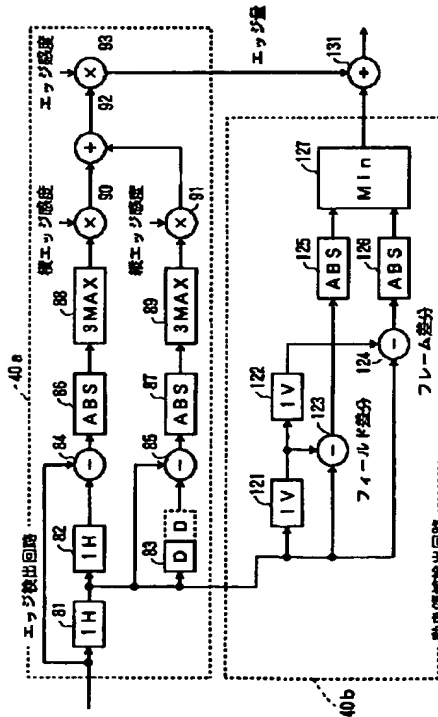 エッジ検出回路
40a
エッジ感度
93
×
92
エッジ量
131
+
横エッジ感度
90
×
+
縦エッジ感度
91
×
81
1H
82
1H
84
-
86
ABS
88
3MAX
83
D
D
85
-
87
ABS
89
3MAX
121
1V
122
1V
123
-
フィールド差分
125
ABS
127
Min
124
-
126
ABS
フレーム差分
40b